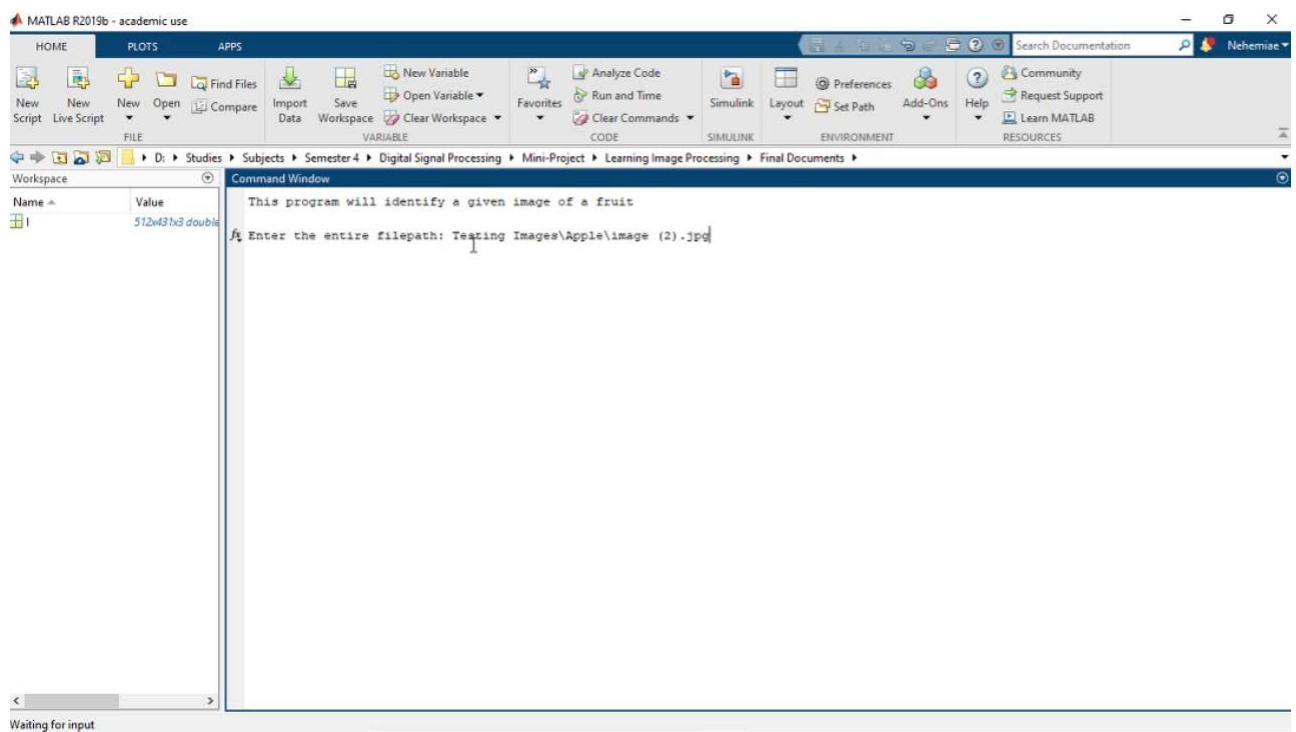 MATLAB R2019b - academic use
HOME PLOTS APPS Search Documentation Nehemiae
New Script New Live Script New Open Find Files Compare Import Data Save Workspace New Variable Open Variable Clear Workspace Favorites Analyze Code Run and Time Clear Commands Simulink Layout Preferences Set Path Add-Ons Help Community Request Support Learn MATLAB
FILE VARIABLE CODE SIMULINK ENVIRONMENT RESOURCES
D: Studies Subjects Semester 4 Digital Signal Processing Mini-Project Learning Image Processing Final Documents
Workspace Command Window
Name Value
I 512x431x3 double
This program will identify a given image of a fruit
fx Enter the entire filepath: Testing Images\Apple\image (2).jpg
Waiting for input